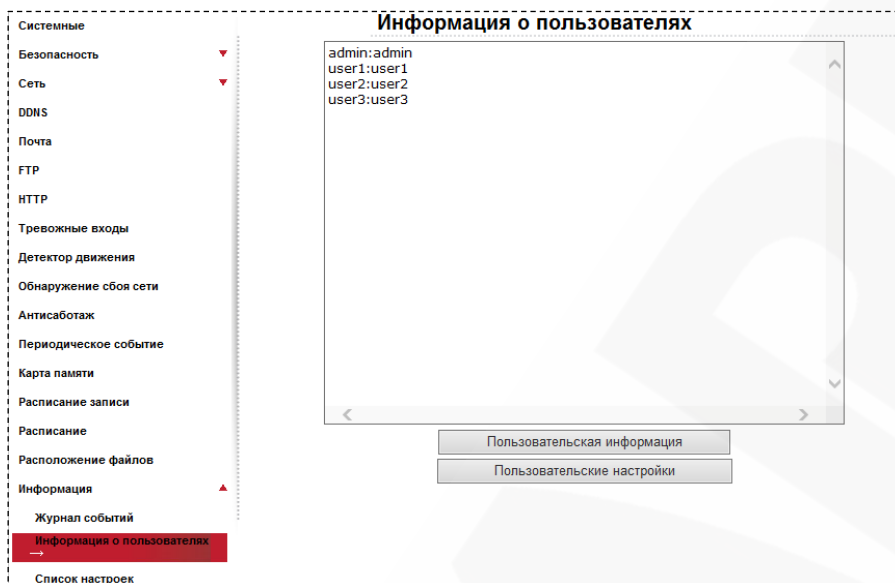 Информация о пользователях
Системные
Безопасность
Сеть
DDNS
Почта
FTP
HTTP
Тревожные входы
Детектор движения
Обнаружение сбоя сети
Антисаботаж
Периодическое событие
Карта памяти
Расписание записи
Расписание
Расположение файлов
Информация
Журнал событий
Информация о пользователях
Список настроек
admin:admin
user1:user1
user2:user2
user3:user3
Пользовательская информация
Пользовательские настройки